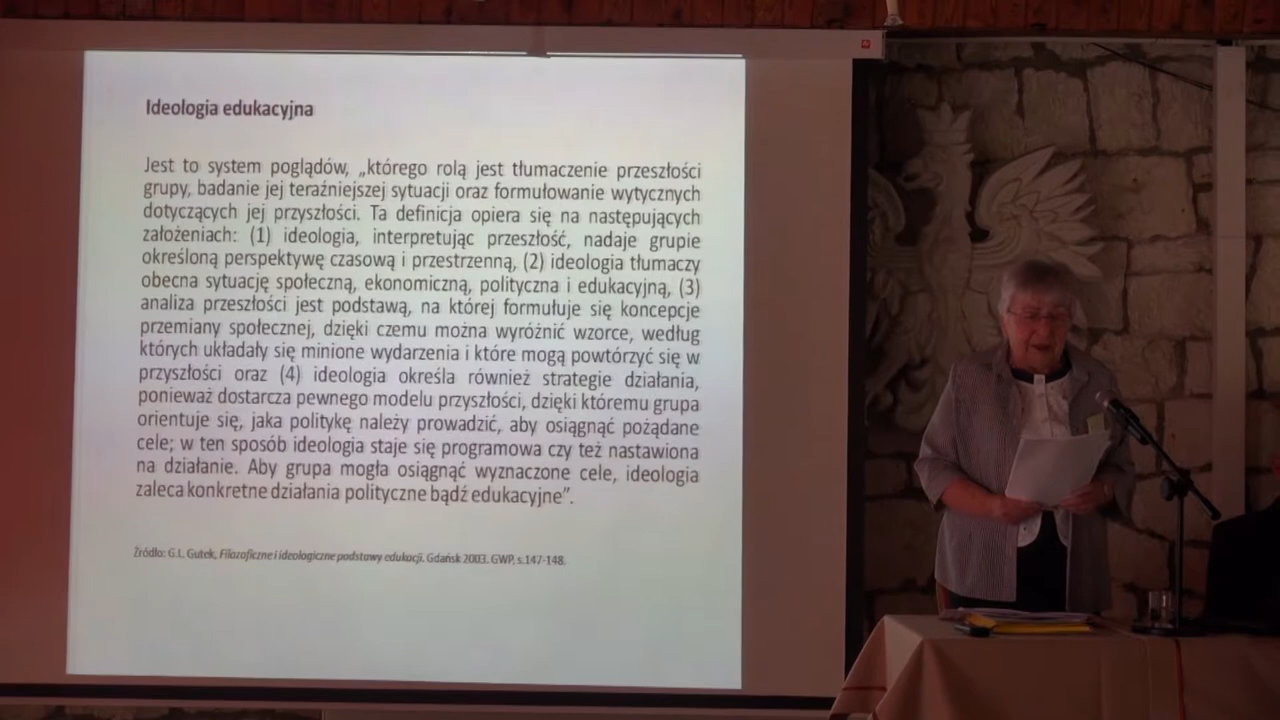 Ideologia edukacyjna
Jest to system poglądów, „którego rolą jest tłumaczenie przeszłości
grupy, badanie jej teraźniejszej sytuacji oraz formułowanie wytycznych
dotyczących jej przyszłości. Ta definicja opiera się na następujących
założeniach: (1) ideologia, interpretując przeszłość, nadaje grupie
określoną perspektywę czasową i przestrzenną, (2) ideologia tłumaczy
obecna sytuację społeczną, ekonomiczną, polityczna i edukacyjną, (3)
analiza przeszłości jest podstawą, na której formułuje się koncepcje
przemiany społecznej, dzięki czemu można wyróżnić wzorce, według
których układały się minione wydarzenia i które mogą powtórzyć się w
przyszłości oraz (4) ideologia określa również strategie działania,
ponieważ dostarcza pewnego modelu przyszłości, dzięki któremu grupa
orientuje się, jaka politykę należy prowadzić, aby osiągnąć pożądane
cele; w ten sposób ideologia staje się programowa czy też nastawiona
na działanie. Aby grupa mogła osiągnąć wyznaczone cele, ideologia
zaleca konkretne działania polityczne bądź edukacyjne”.
Źródło: G.L. Gutek, Filozoficzne i ideologiczne podstawy edukacji. Gdańsk 2003. GWP, s.147-148.